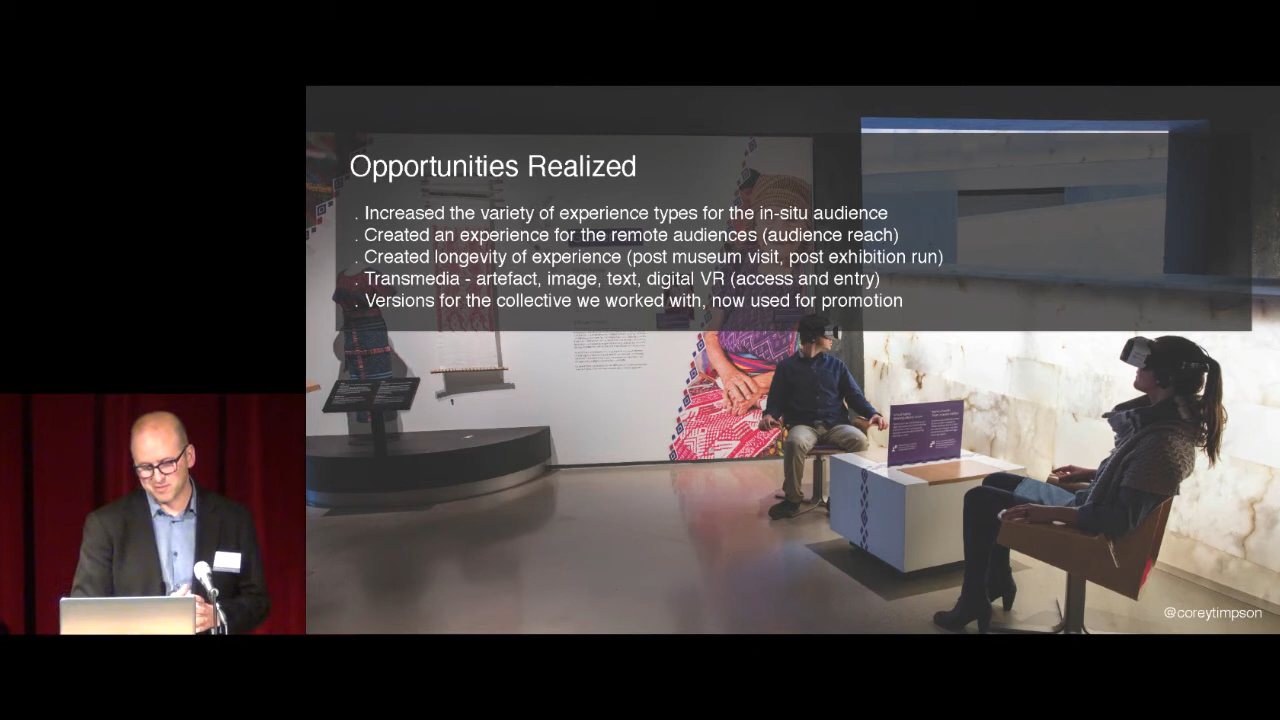 Opportunities Realized
. Increased the variety of experience types for the in-situ audience
. Created an experience for the remote audiences (audience reach)
. Created longevity of experience (post museum visit, post exhibition run)
. Transmedia - artefact, image, text, digital VR (access and entry)
. Versions for the collective we worked with, now used for promotion
@coreytimpson